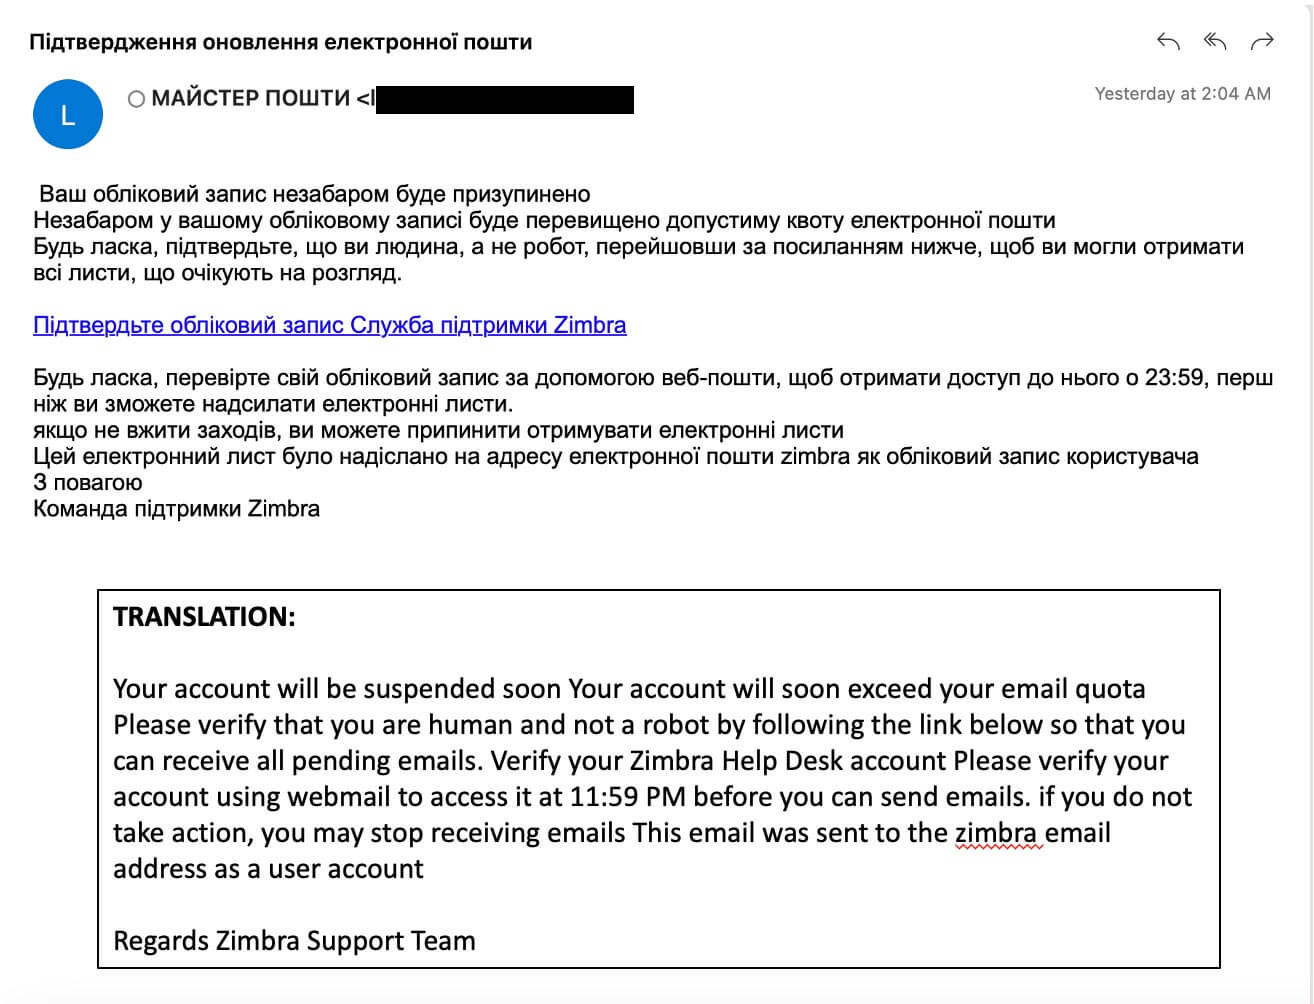 Підтвердження оновлення електронної пошти
L
МАЙСТЕР ПОШТИ <l
Yesterday at 2:04 AM
Ваш обліковий запис незабаром буде призупинено
Незабаром у вашому обліковому записі буде перевищено допустиму квоту електронної пошти
Будь ласка, підтвердьте, що ви людина, а не робот, перейшовши за посиланням нижче, щоб ви могли отримати
всі листи, що очікують на розгляд.
Підтвердьте обліковий запис Служба підтримки Zimbra
Будь ласка, перевірте свій обліковий запис за допомогою веб-пошти, щоб отримати доступ до нього о 23:59, перш
ніж ви зможете надсилати електронні листи.
якщо не вжити заходів, ви можете припинити отримувати електронні листи
Цей електронний лист було надіслано на адресу електронної пошти zimbra як обліковий запис користувача
З повагою
Команда підтримки Zimbra
TRANSLATION:
Your account will be suspended soon Your account will soon exceed your email quota
Please verify that you are human and not a robot by following the link below so that you
can receive all pending emails. Verify your Zimbra Help Desk account Please verify your
account using webmail to access it at 11:59 PM before you can send emails. if you do not
take action, you may stop receiving emails This email was sent to the zimbra email
address as a user account
Regards Zimbra Support Team